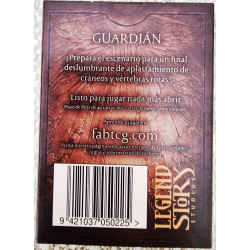 GUARDIÁN
¡Prepara el escenario para un final
deslumbrante de aplastamiento de
cráneos y vértebras rotas!
Listo para jugar nada más abrir
fabtcg.com
LEGEND
STORY
STUDIOS
9 421037 050225 >